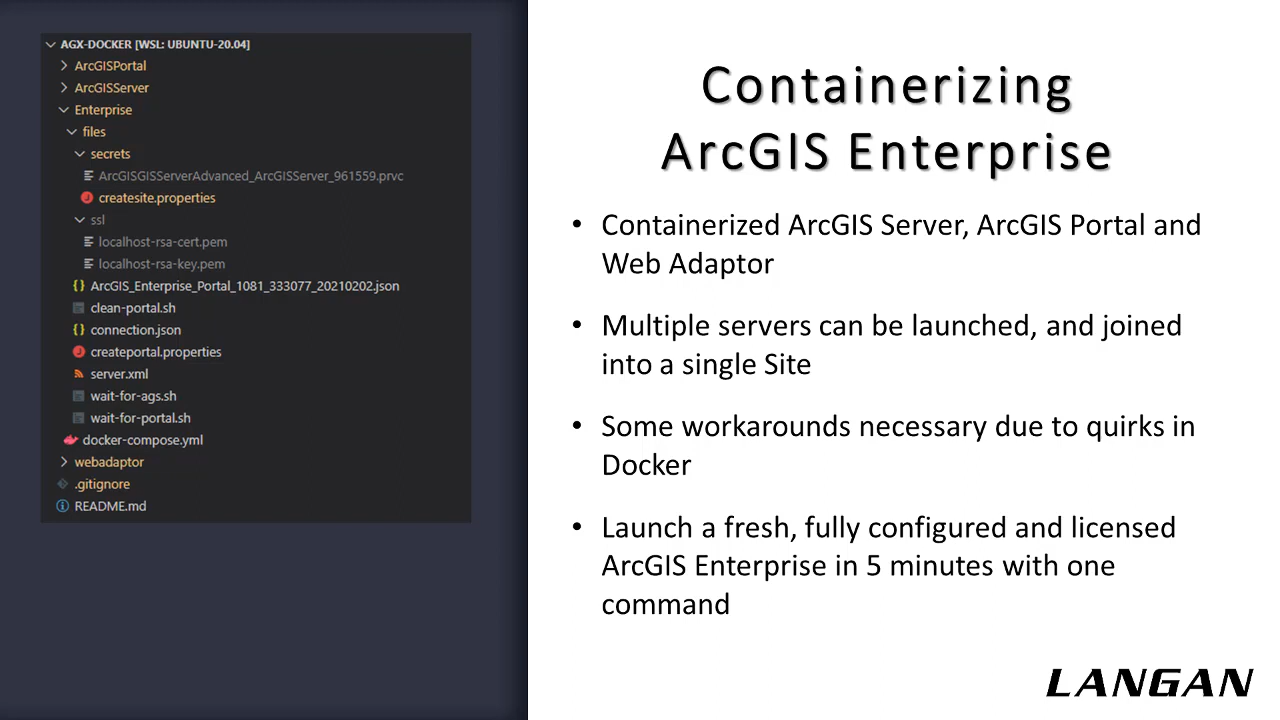 AGX-DOCKER [WSL: UBUNTU-20.04]
ArcGISPortal
ArcGISServer
Enterprise
files
secrets
ArcGISGISServerAdvanced_ArcGISServer_961559.prvc
createsite.properties
ssl
localhost-rsa-cert.pem
localhost-rsa-key.pem
ArcGIS_Enterprise_Portal_1081_333077_20210202.json
clean-portal.sh
connection.json
createportal.properties
server.xml
wait-for-ags.sh
wait-for-portal.sh
docker-compose.yml
webadaptor
.gitignore
README.md
Containerizing
ArcGIS Enterprise
• Containerized ArcGIS Server, ArcGIS Portal and
Web Adaptor
• Multiple servers can be launched, and joined
into a single Site
• Some workarounds necessary due to quirks in
Docker
• Launch a fresh, fully configured and licensed
ArcGIS Enterprise in 5 minutes with one
command
LANGAN